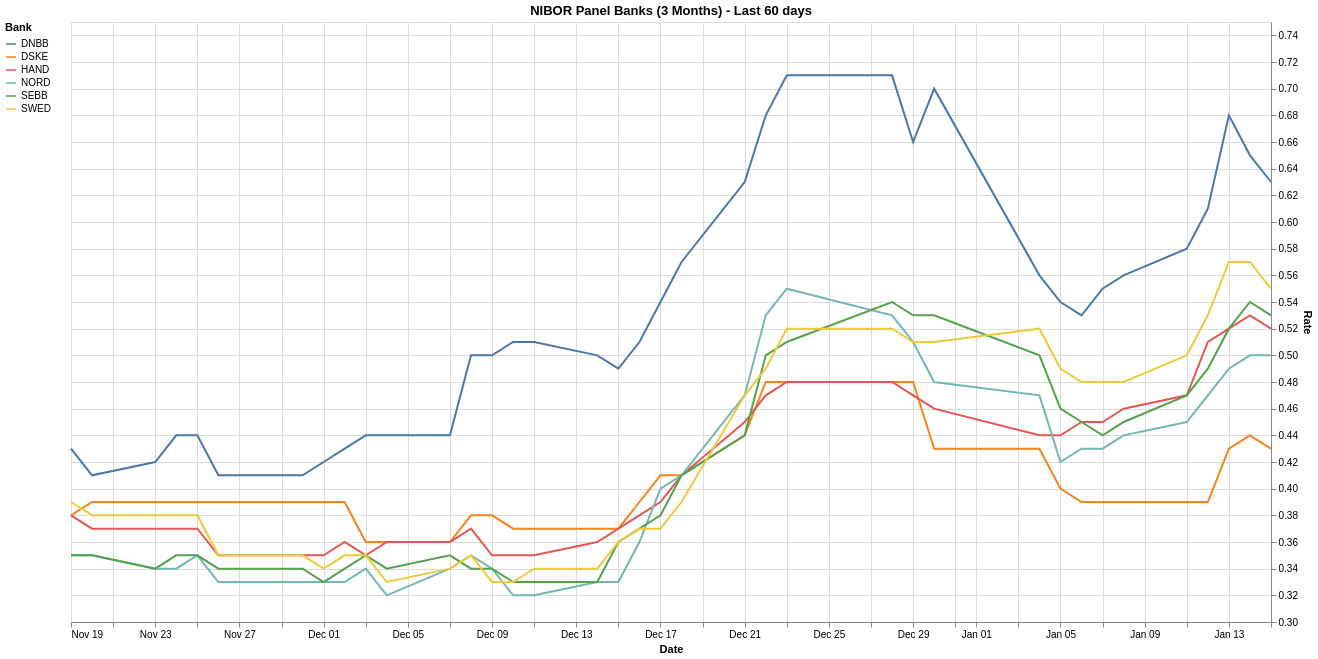 NIBOR Panel Banks (3 Months) - Last 60 days
Bank
DNBB
DSKE
HAND
NORD
SEBB
SWED
0.74
0.72
0.70
0.68
0.66
0.64
0.62
0.60
0.58
0.56
0.54
0.52
0.50
0.48
0.46
0.44
0.42
0.40
0.38
0.36
0.34
0.32
0.30
Rate
Nov 19 Nov 23 Nov 27 Dec 01 Dec 05 Dec 09 Dec 13 Dec 17 Dec 21 Dec 25 Dec 29 Jan 01 Jan 05 Jan 09 Jan 13
Date